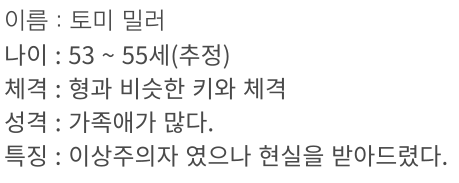 이름 : 토미 밀러
나이 : 53 ~ 55세(추정)
체격 : 형과 비슷한 키와 체격
성격 : 가족애가 많다.
특징 : 이상주의자 였으나 현실을 받아드렸다.